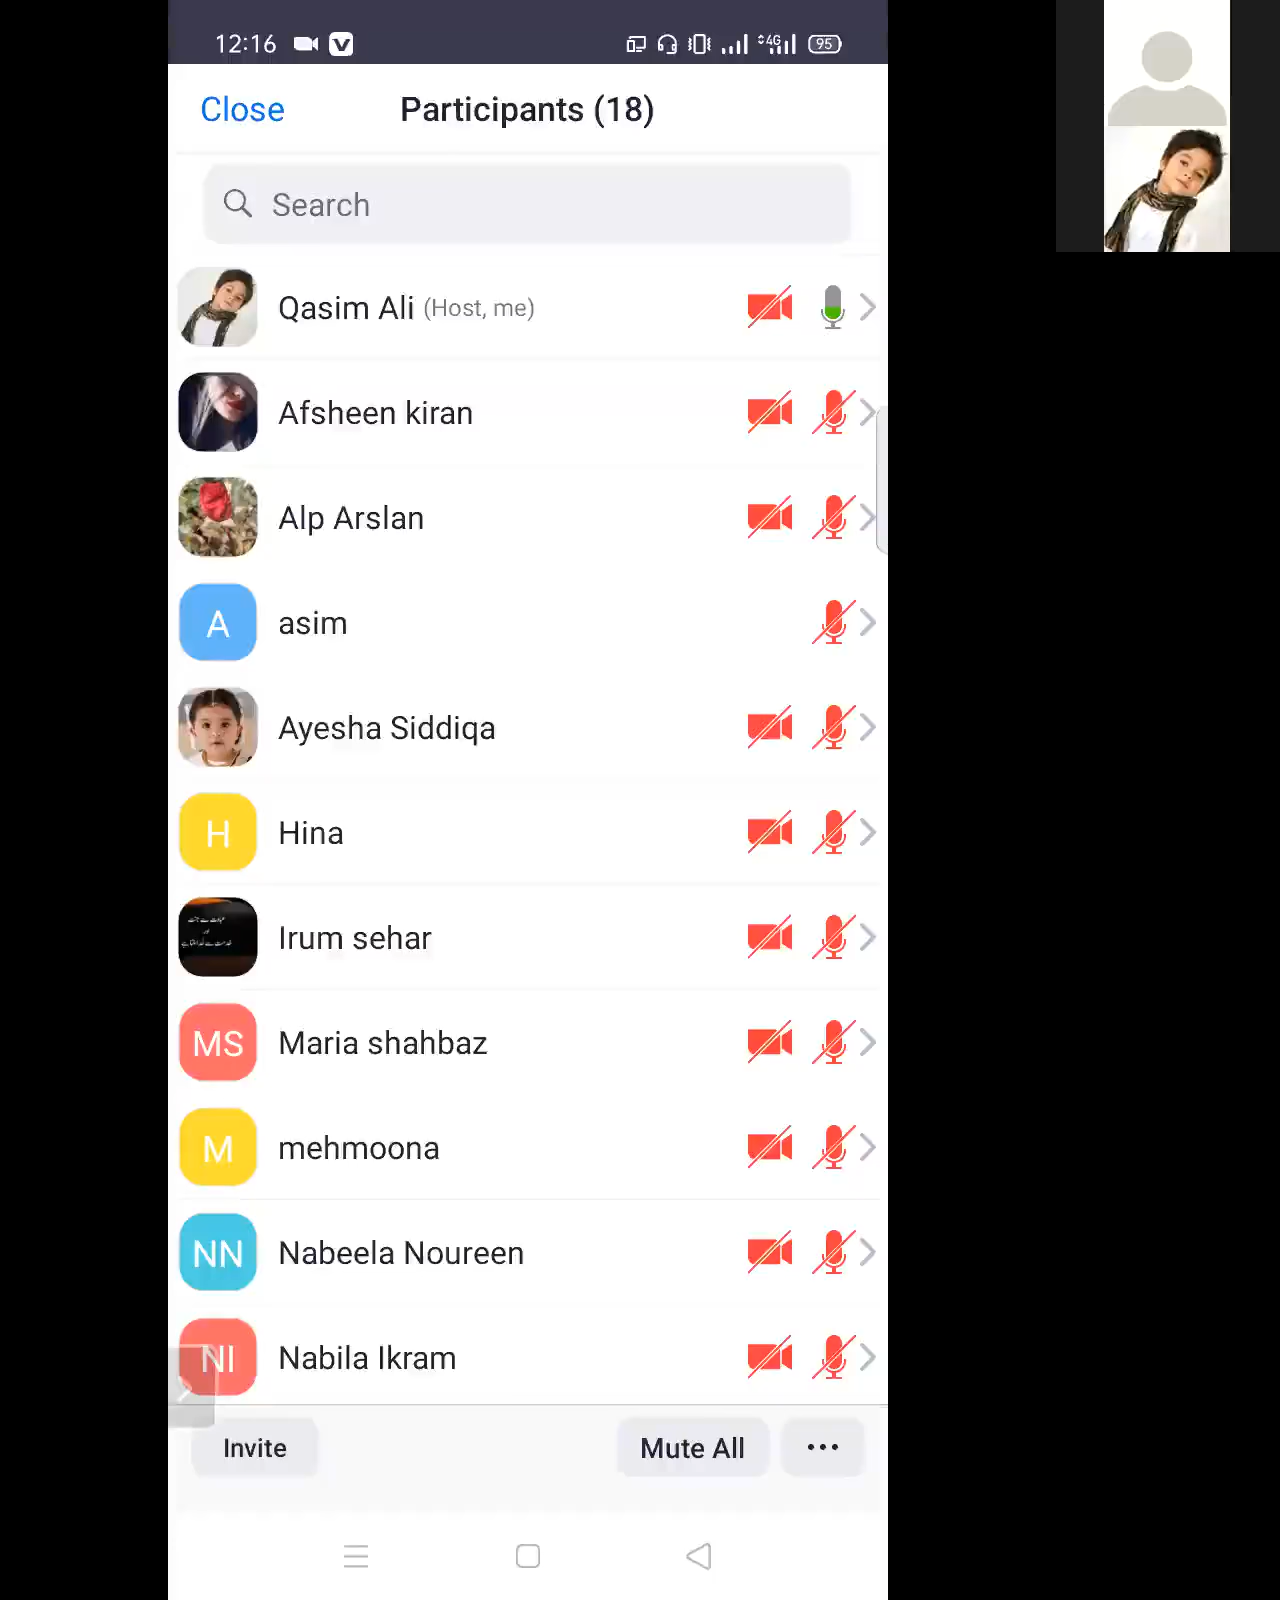 12:16
4G
95
Close
Participants (18)
Search
Qasim Ali (Host, me)
Afsheen kiran
Alp Arslan
A
asim
Ayesha Siddiqa
H
Hina
Irum sehar
MS
Maria shahbaz
M
mehmoona
NN
Nabeela Noureen
NI
Nabila Ikram
Invite
Mute All